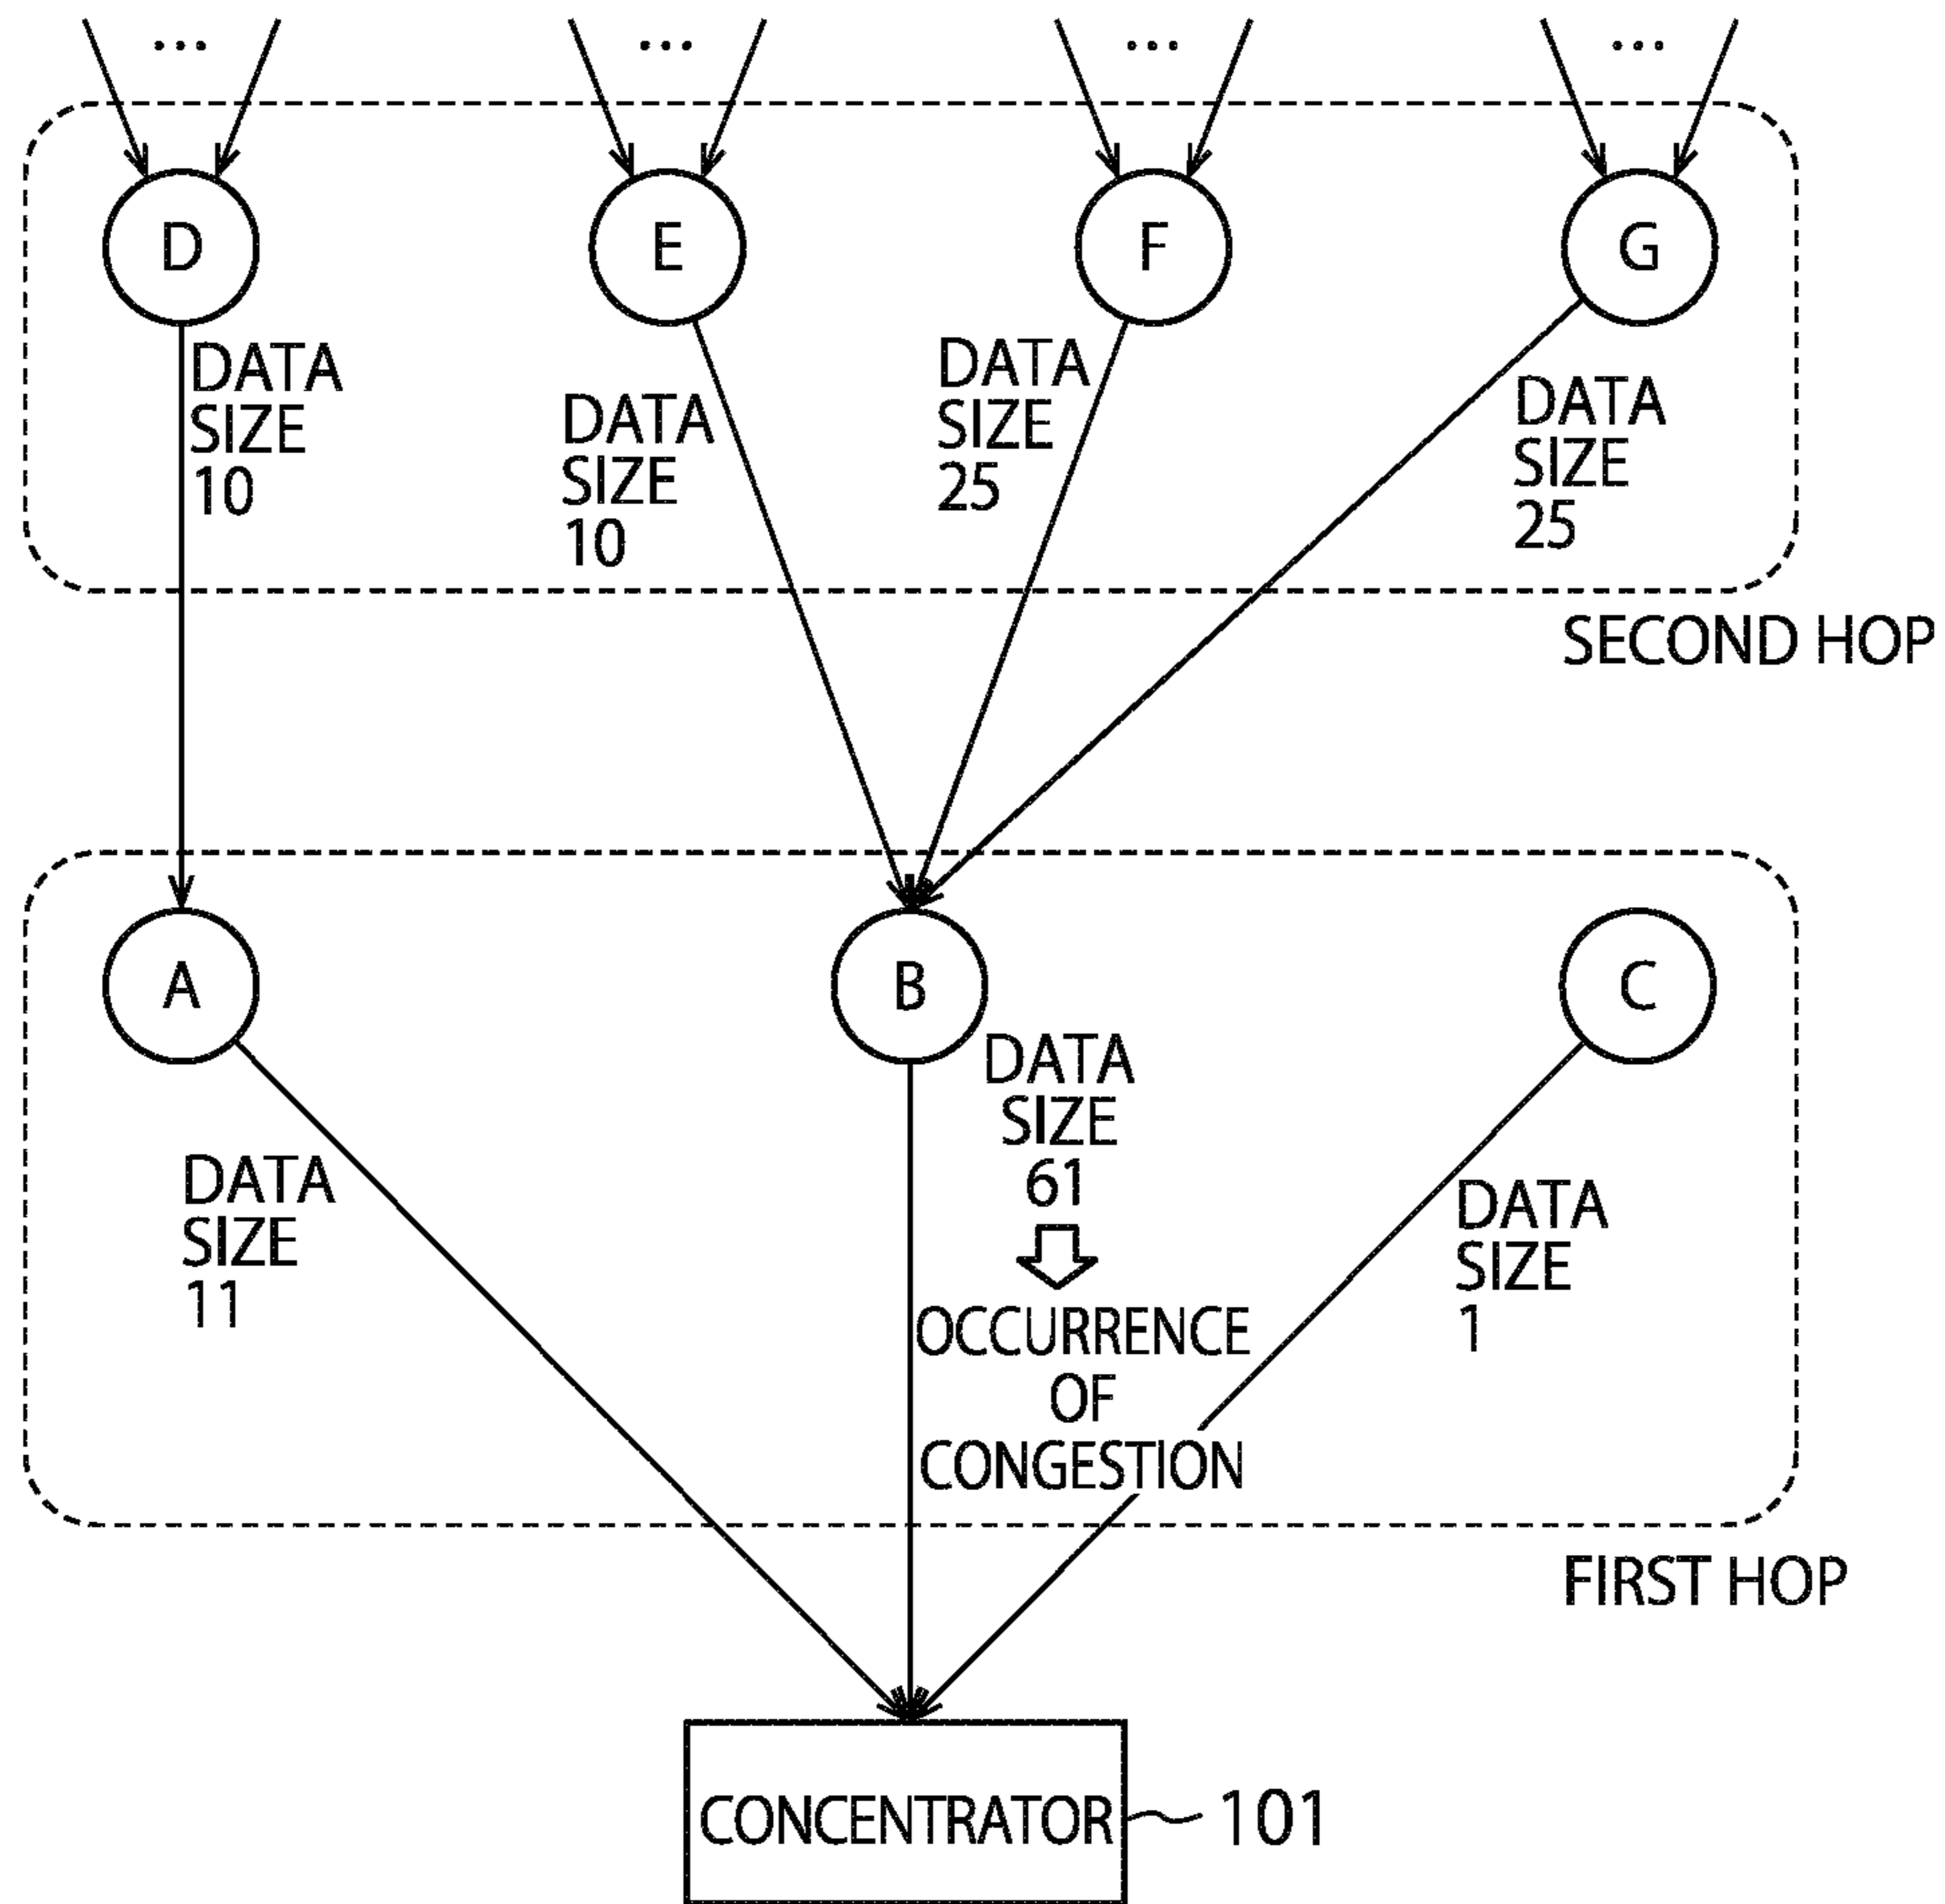 ...
...
...
...
D
E
F
G
DATA
SIZE
10
DATA
SIZE
10
DATA
SIZE
25
DATA
SIZE
25
SECOND HOP
A
B
C
DATA
SIZE
11
DATA
SIZE
61
OCCURRENCE
OF
CONGESTION
DATA
SIZE
1
FIRST HOP
CONCENTRATOR
101